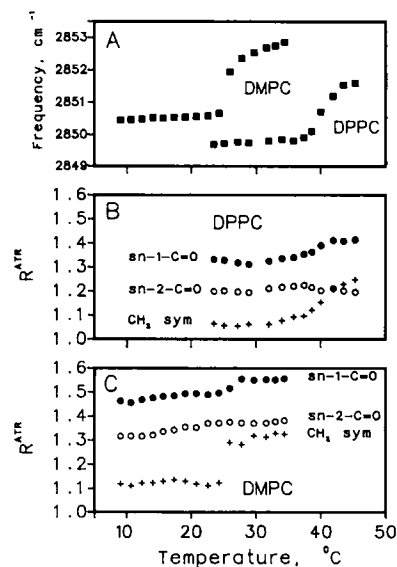 A
Frequency, cm⁻¹
2853
2852
2851
2850
2849
DMPC
DPPC
B
DPPC
R^ATR
1.6
1.5
1.4
1.3
1.2
1.1
1.0
sn-1-C=O
sn-2-C=O
CH₂ sym
C
R^ATR
1.6
1.5
1.4
1.3
1.2
1.1
1.0
sn-1-C=O
sn-2-C=O
CH₂ sym
DMPC
10 20 30 40 50
Temperature, °C